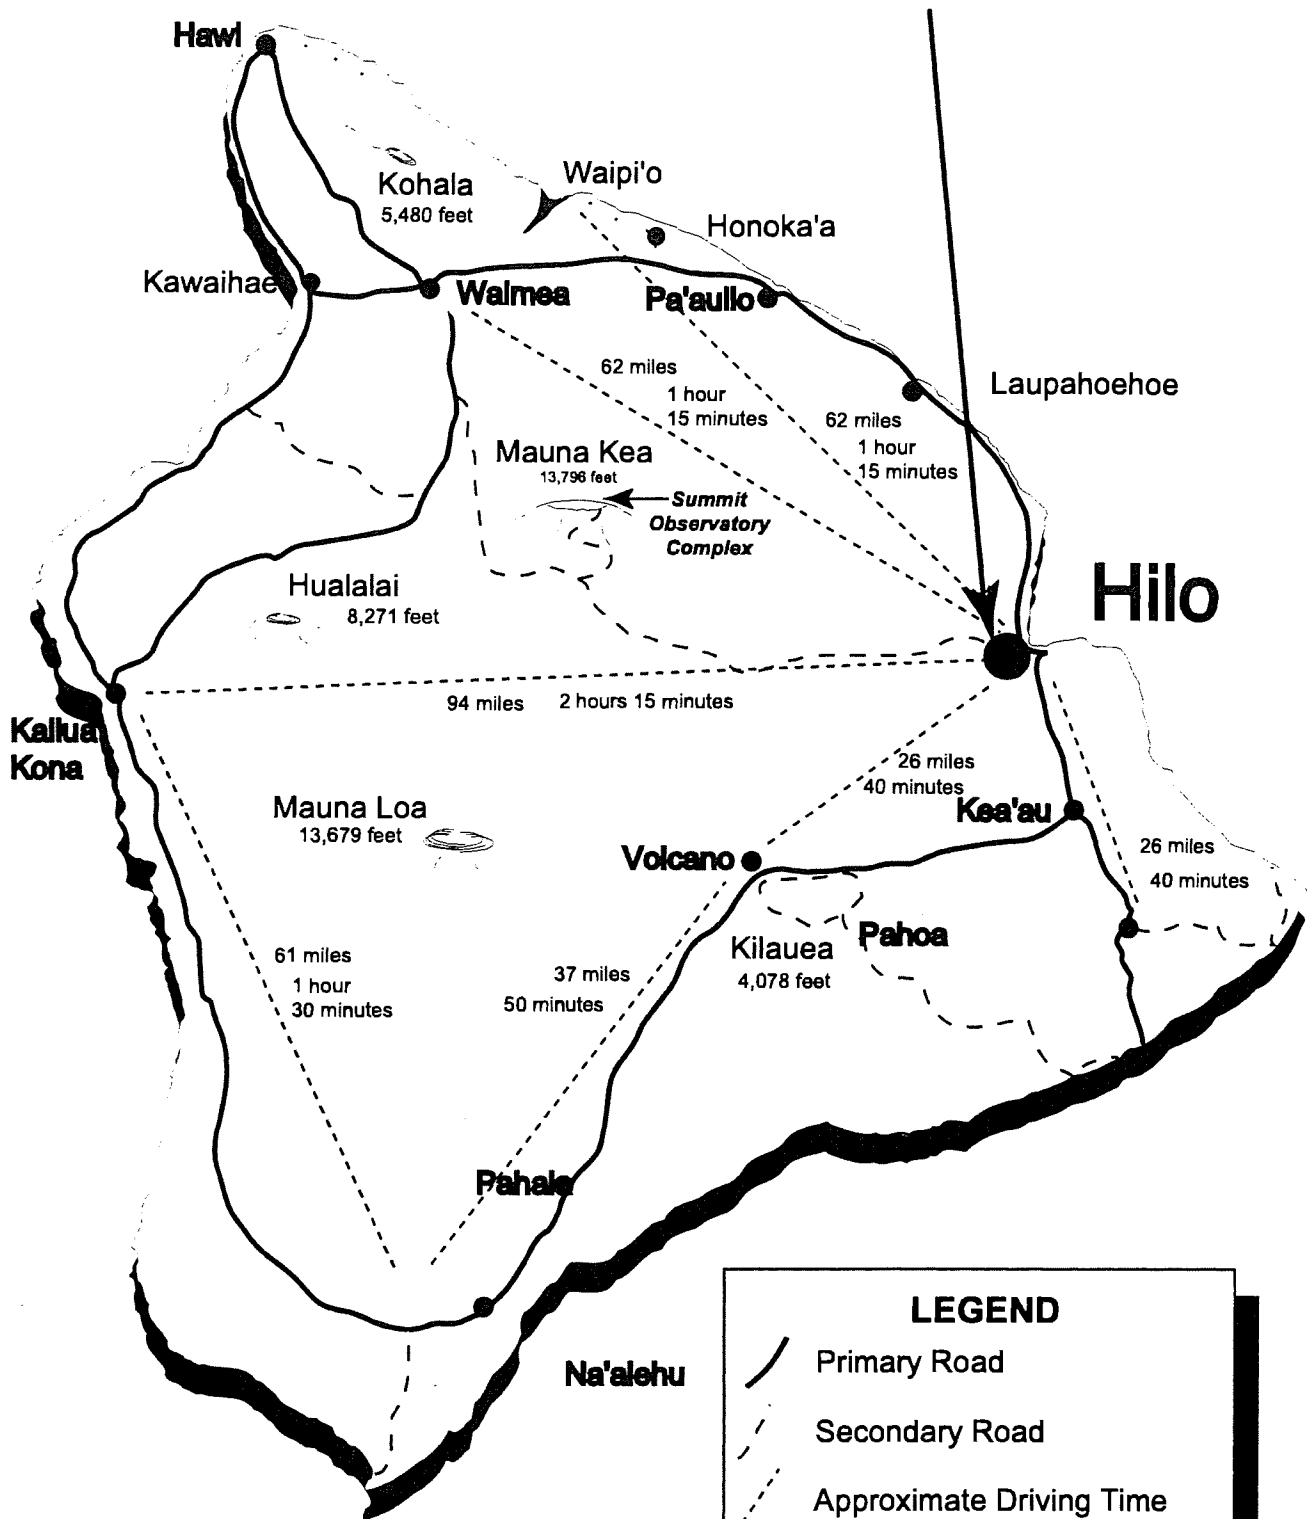 Hawi
Kohala
5,480 feet
Waipi'o
Honoka'a
Kawaihae
Waimea
Pa'auilo
62 miles
1 hour
15 minutes
Laupahoehoe
62 miles
1 hour
15 minutes
Mauna Kea
13,796 feet
Summit
Observatory
Complex
Hualalai
8,271 feet
Hilo
94 miles 2 hours 15 minutes
Kailua
Kona
26 miles
40 minutes
Mauna Loa
13,679 feet
Kea'au
Volcano
26 miles
40 minutes
Kilauea
4,078 feet
Pahoa
61 miles
1 hour
30 minutes
37 miles
50 minutes
Pahala
Na'alehu
LEGEND
Primary Road
Secondary Road
Approximate Driving Time